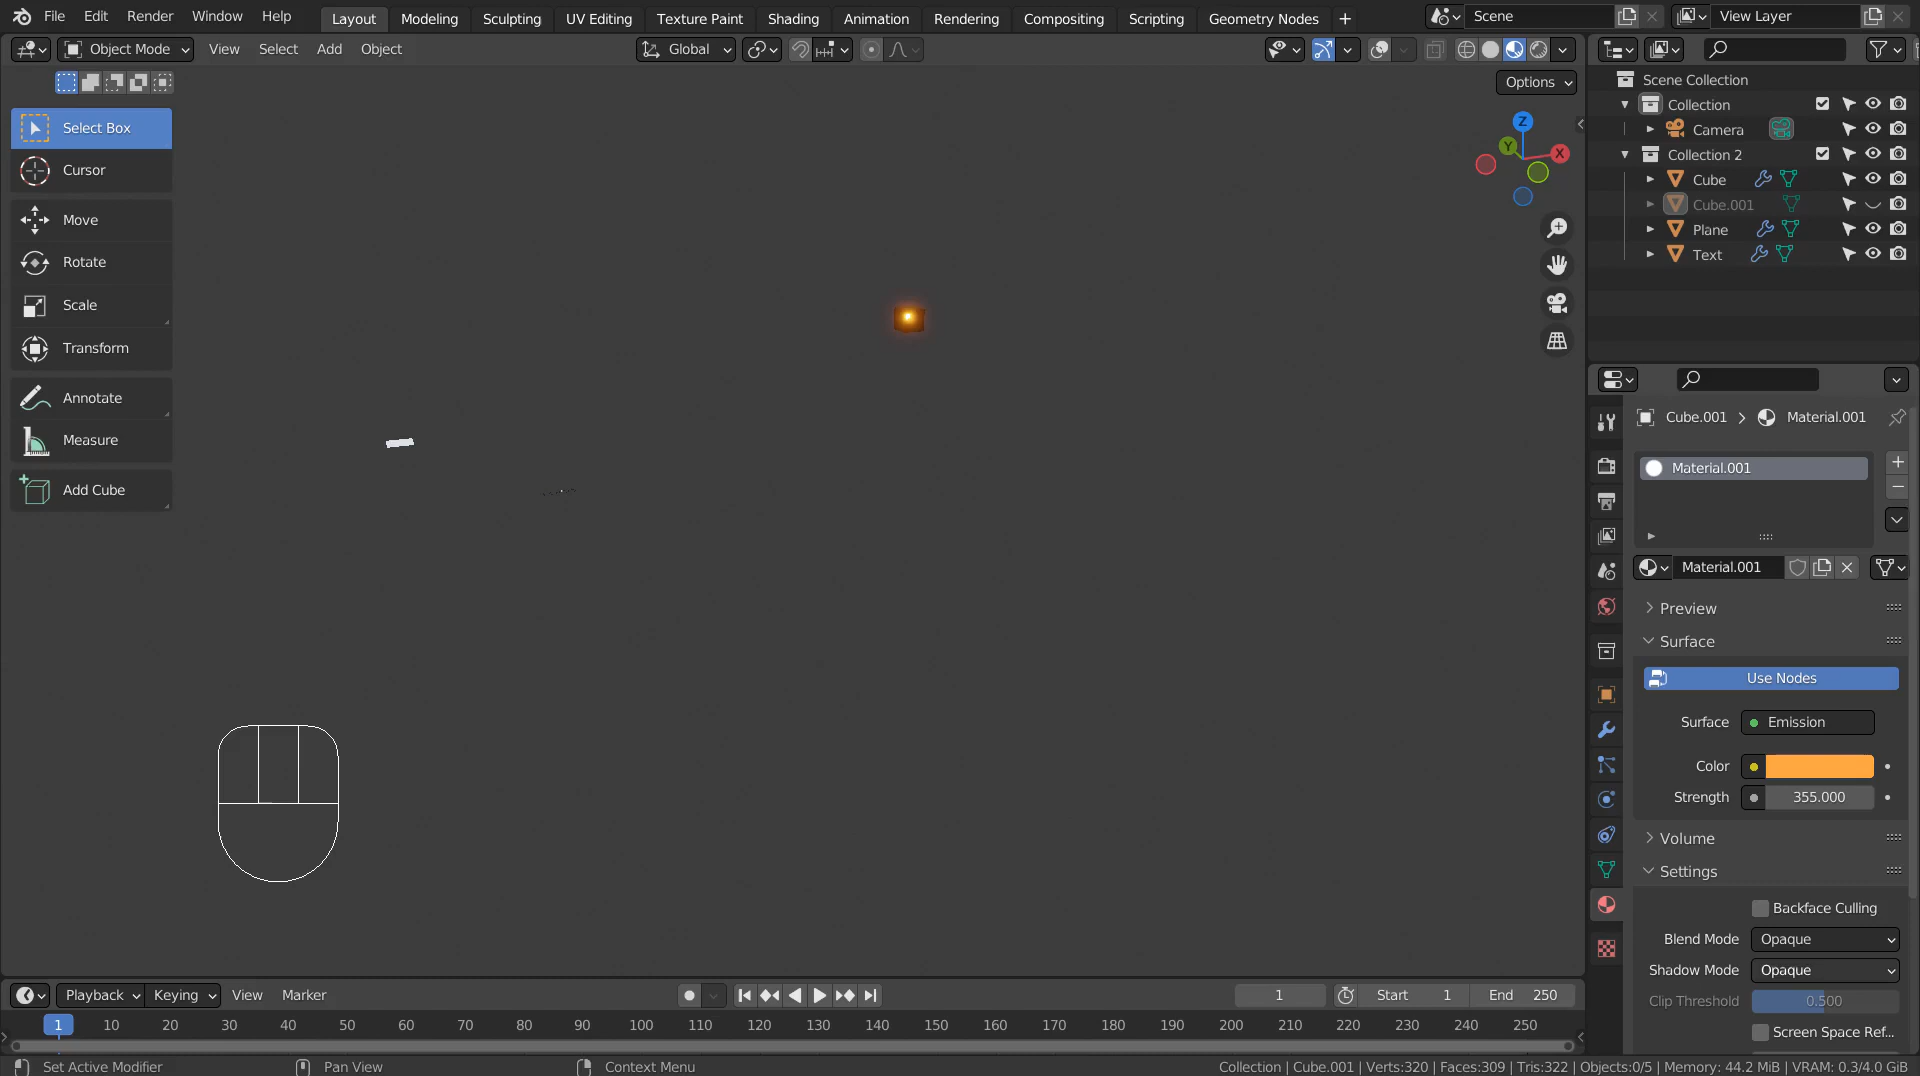 File Edit Render Window Help Layout Modeling Sculpting UV Editing Texture Paint Shading Animation Rendering Compositing Scripting Geometry Nodes + Scene View Layer
Object Mode View Select Add Object Global
Options
Select Box
Cursor
Move
Rotate
Scale
Transform
Annotate
Measure
Add Cube
Z
Y
X
Scene Collection
Collection
Camera
Collection 2
Cube
Cube.001
Plane
Text
Cube.001 Material.001
Material.001
Material.001
Preview
Surface
Use Nodes
Surface Emission
Color
Strength 355.000
Volume
Settings
Backface Culling
Blend Mode Opaque
Shadow Mode Opaque
Clip Threshold 0.500
Screen Space Ref...
Playback Keying View Marker 1 Start 1 End 250
1 10 20 30 40 50 60 70 80 90 100 110 120 130 140 150 160 170 180 190 200 210 220 230 240 250
Set Active Modifier Pan View Context Menu Collection | Cube.001 | Verts:320 | Faces:309 | Tris:322 | Objects:0/5 | Memory: 44.2 MiB | VRAM: 0.3/4.0 GiB